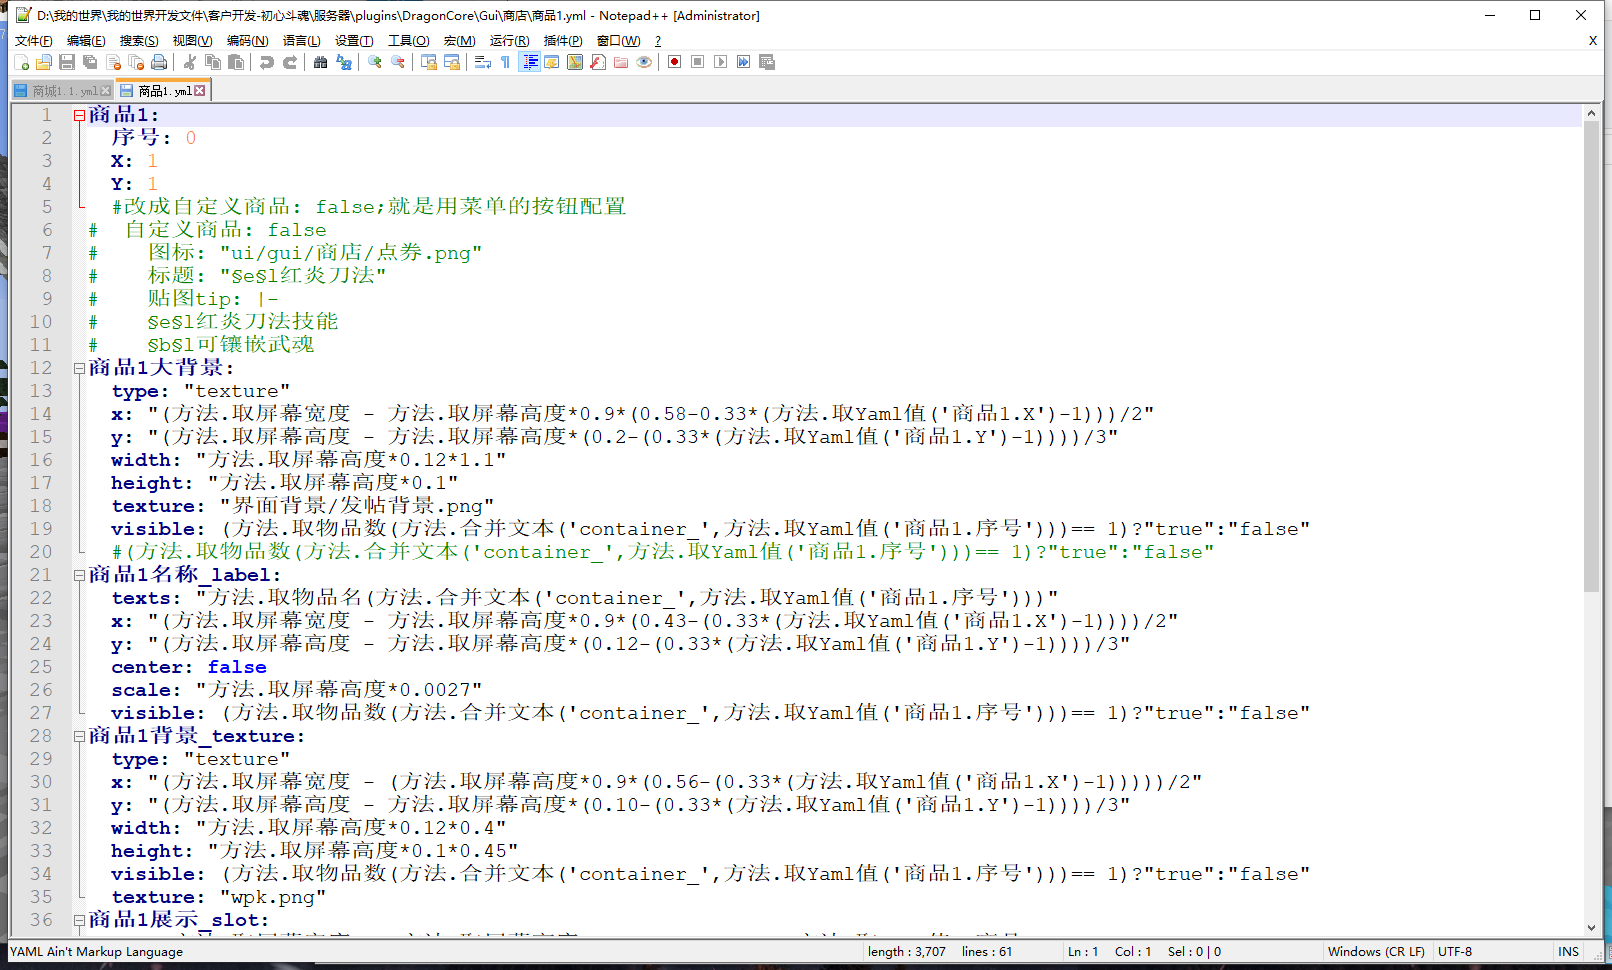 D:\我的世界\我的世界开发文件\客户开发-初心斗魂\服务器\plugins\DragonCore\Gui\商店\商品1.yml - Notepad++ [Administrator]
文件(F) 编辑(E) 搜索(S) 视图(V) 编码(N) 语言(L) 设置(T) 工具(O) 宏(M) 运行(R) 插件(P) 窗口(W) ? X
商城1.1.yml 商品1.yml
1 商品1:
2 序号: 0
3 X: 1
4 Y: 1
5 #改成自定义商品: false;就是用菜单的按钮配置
6 # 自定义商品: false
7 # 图标: "ui/gui/商店/点券.png"
8 # 标题: "§e§l红炎刀法"
9 # 贴图tip: |-
10 # §e§l红炎刀法技能
11 # §b§l可镶嵌武魂
12 商品1大背景:
13 type: "texture"
14 x: "(方法.取屏幕宽度 - 方法.取屏幕高度*0.9*(0.58-0.33*(方法.取Yaml值('商品1.X')-1)))/2"
15 y: "(方法.取屏幕高度 - 方法.取屏幕高度*(0.2-(0.33*(方法.取Yaml值('商品1.Y')-1))))/3"
16 width: "方法.取屏幕高度*0.12*1.1"
17 height: "方法.取屏幕高度*0.1"
18 texture: "界面背景/发帖背景.png"
19 visible: (方法.取物品数(方法.合并文本('container_',方法.取Yaml值('商品1.序号')))== 1)?"true":"false"
20 #(方法.取物品数(方法.合并文本('container_',方法.取Yaml值('商品1.序号')))== 1)?"true":"false"
21 商品1名称_label:
22 texts: "方法.取物品名(方法.合并文本('container_',方法.取Yaml值('商品1.序号')))"
23 x: "(方法.取屏幕宽度 - 方法.取屏幕高度*0.9*(0.43-(0.33*(方法.取Yaml值('商品1.X')-1))))/2"
24 y: "(方法.取屏幕高度 - 方法.取屏幕高度*(0.12-(0.33*(方法.取Yaml值('商品1.Y')-1))))/3"
25 center: false
26 scale: "方法.取屏幕高度*0.0027"
27 visible: (方法.取物品数(方法.合并文本('container_',方法.取Yaml值('商品1.序号')))== 1)?"true":"false"
28 商品1背景_texture:
29 type: "texture"
30 x: "(方法.取屏幕宽度 - (方法.取屏幕高度*0.9*(0.56-(0.33*(方法.取Yaml值('商品1.X')-1)))))/2"
31 y: "(方法.取屏幕高度 - 方法.取屏幕高度*(0.10-(0.33*(方法.取Yaml值('商品1.Y')-1))))/3"
32 width: "方法.取屏幕高度*0.12*0.4"
33 height: "方法.取屏幕高度*0.1*0.45"
34 visible: (方法.取物品数(方法.合并文本('container_',方法.取Yaml值('商品1.序号')))== 1)?"true":"false"
35 texture: "wpk.png"
36 商品1展示_slot:
YAML Ain't Markup Language length : 3,707 lines : 61 Ln : 1 Col : 1 Sel : 0 | 0 Windows (CR LF) UTF-8 INS